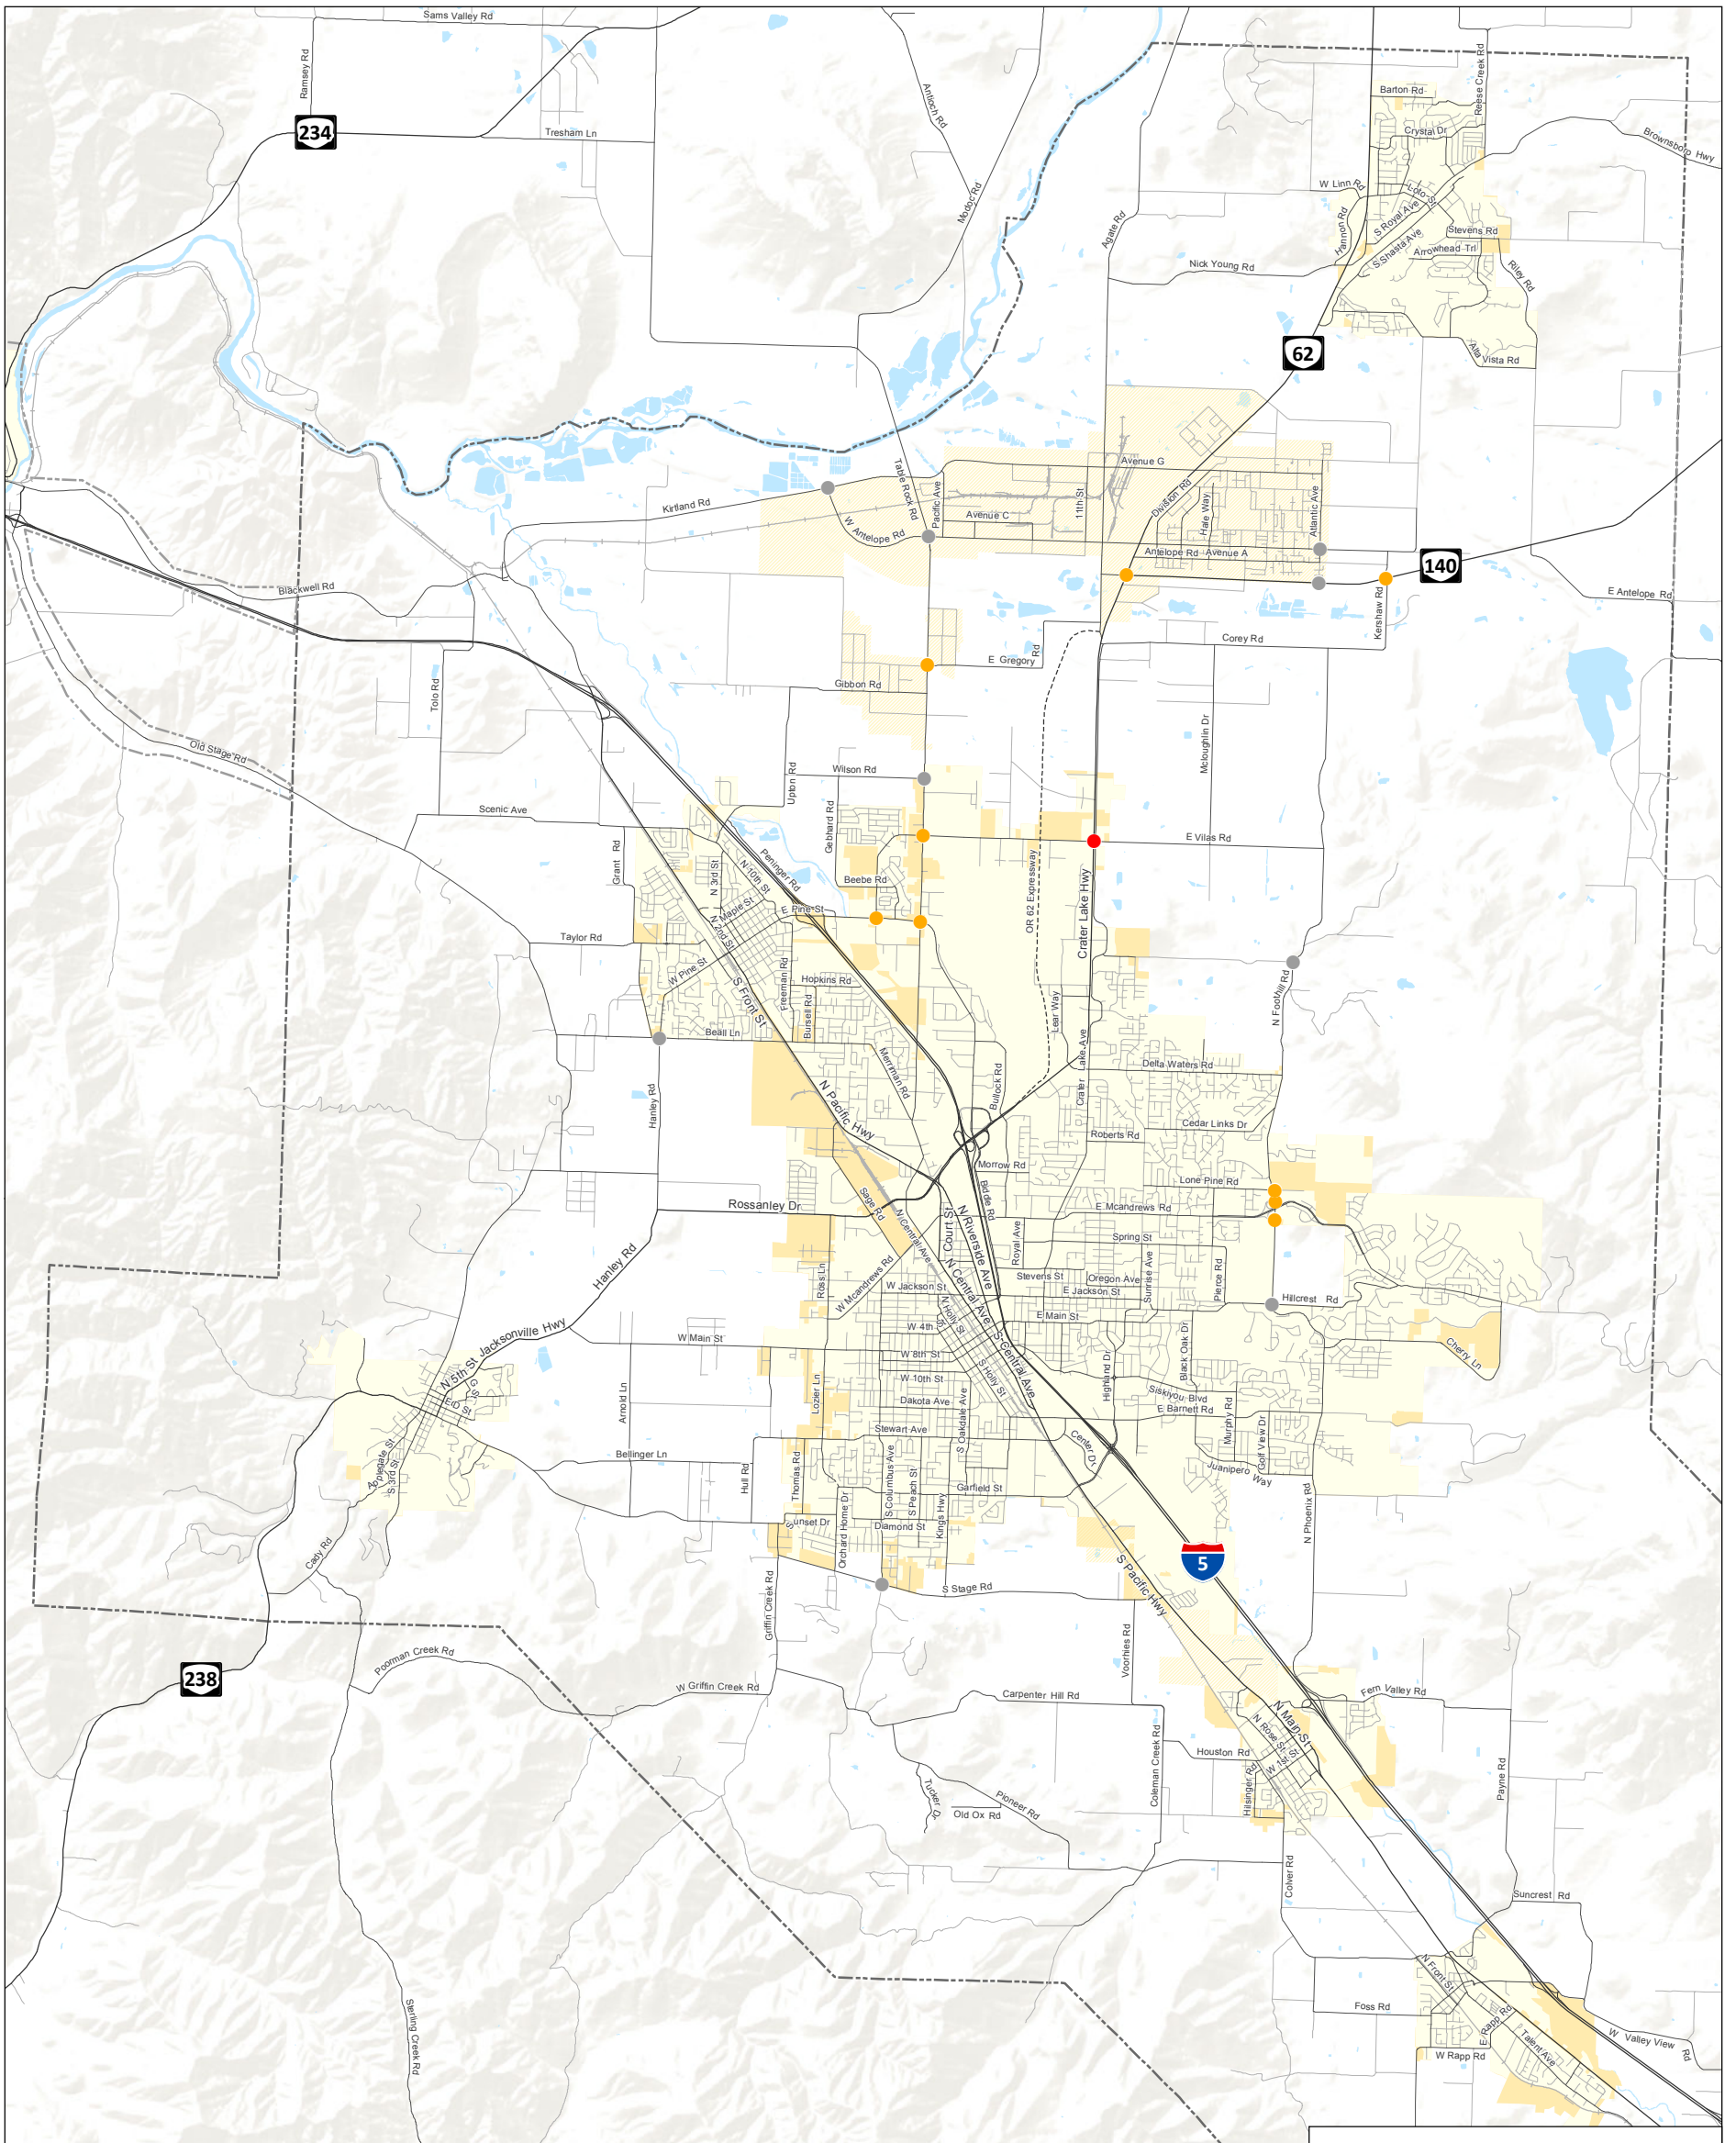 Sams Valley Rd
Ramsey Rd
234
Tresham Ln
Antioch Rd
Modoc Rd
Agate Rd
Barton Rd
Reese Creek Rd
Crystal Dr
Brownsboro Hwy
W Linn Rd
Loto St
Hannon Rd
S Royal Ave
S Shasta Ave
Stevens Rd
Arrowhead Trl
Riley Rd
Nick Young Rd
62
Alta Vista Rd
Table Rock Rd
Pacific Ave
Avenue G
Kirtland Rd
W Antelope Rd
Avenue C
11th St
Division Rd
Hale Way
Atlantic Ave
Antelope Rd
Avenue A
140
Blackwell Rd
E Antelope Rd
Kershaw Rd
Corey Rd
E Gregory Rd
Gibbon Rd
Tolo Rd
Old Stage Rd
Mcloughlin Dr
Wilson Rd
Upton Rd
Gebhard Rd
Scenic Ave
E Vilas Rd
Grant Rd
N 3rd St
N 10th St
Peninger Rd
Beebe Rd
Maple St
E Pine St
N 2nd St
OR 62 Expressway
Crater Lake Hwy
Taylor Rd
W Pine St
S Front St
Freeman Rd
Hopkins Rd
Bursell Rd
Beall Ln
Lear Way
N Foothill Rd
Merriman Rd
Delta Waters Rd
Crater Lake Ave
Bullock Rd
Hanley Rd
N Pacific Hwy
Cedar Links Dr
Roberts Rd
Morrow Rd
Lone Pine Rd
Biddle Rd
Sage Rd
Rossanley Dr
E Mcandrews Rd
N Central Ave
Court St
N Riverside Ave
Royal Ave
Spring St
Hanley Rd
Ross Ln
W Mcandrews Rd
Stevens St
Oregon Ave
Sunrise Ave
Pierce Rd
W Jackson St
E Jackson St
N Central Ave
N Holly St
Hillcrest Rd
E Main St
W 4th St
W Main St
N 5th St
Jacksonville Hwy
S Central Ave
W 8th St
S Holly St
Highland Dr
Black Oak Dr
Cherry Ln
G St
E D St
Arnold Ln
Lozier Ln
W 10th St
Dakota Ave
S Oakdale Ave
Siskiyou Blvd
E Barnett Rd
Murphy Rd
Golf View Dr
Stewart Ave
Center Dr
Applegate St
S 3rd St
Bellinger Ln
Hull Rd
Thomas Rd
S Columbus Ave
S Peach St
Garfield St
Juanipero Way
Orchard Home Dr
Kings Hwy
N Phoenix Rd
Sunset Dr
Diamond St
Cady Rd
5
S Pacific Hwy
S Stage Rd
Griffin Creek Rd
Voorhies Rd
Poorman Creek Rd
238
W Griffin Creek Rd
Carpenter Hill Rd
Fern Valley Rd
N Main St
N Rose St
Coleman Creek Rd
Houston Rd
W 1st St
Hilsinger Rd
Payne Rd
Tucker Dr
Pioneer Rd
Old Ox Rd
Colver Rd
Suncrest Rd
N Front St
Foss Rd
Sterling Creek Rd
E Rapp Rd
Talent Ave
W Valley View Rd
W Rapp Rd